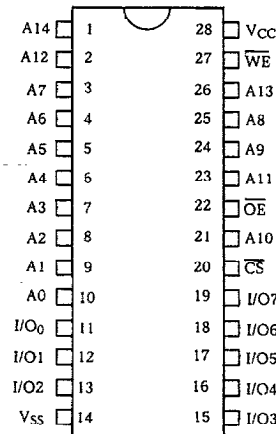 A14 1 28 VCC
A12 2 27 WE
A7 3 26 A13
A6 4 25 A8
A5 5 24 A9
A4 6 23 A11
A3 7 22 OE
A2 8 21 A10
A1 9 20 CS
A0 10 19 I/O7
I/O0 11 18 I/O6
I/O1 12 17 I/O5
I/O2 13 16 I/O4
VSS 14 15 I/O3